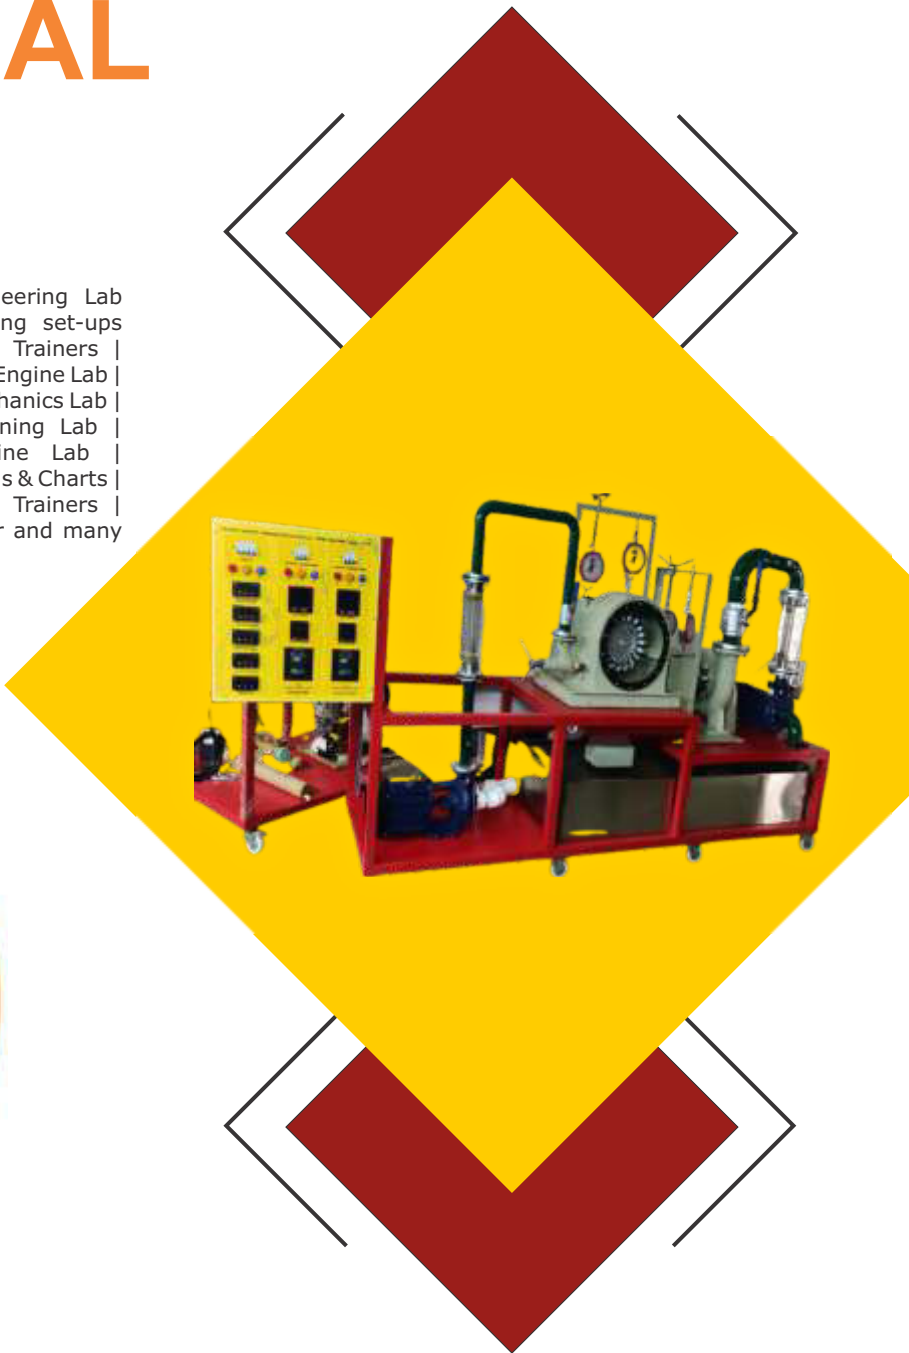 AL
eering Lab
ng set-ups
Trainers |
Engine Lab |
hanics Lab |
ning Lab |
ine Lab |
s & Charts |
Trainers |
r and many